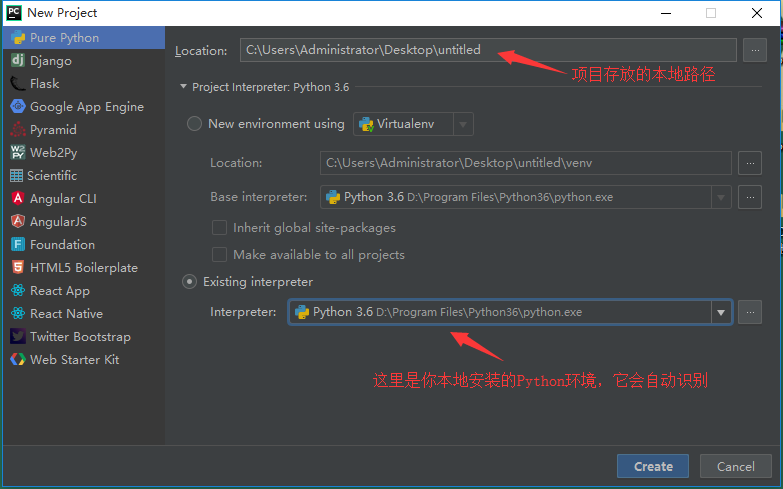 New Project
Pure Python
Django
Flask
Google App Engine
Pyramid
Web2Py
Scientific
Angular CLI
AngularJS
Foundation
HTML5 Boilerplate
React App
React Native
Twitter Bootstrap
Web Starter Kit
Location: C:\Users\Administrator\Desktop\untitled ...
项目存放的本地路径
Project Interpreter: Python 3.6
New environment using Virtualenv
Location: C:\Users\Administrator\Desktop\untitled\venv ...
Base interpreter: Python 3.6 D:\Program Files\Python36\python.exe ...
Inherit global site-packages
Make available to all projects
Existing interpreter
Interpreter: Python 3.6 D:\Program Files\Python36\python.exe ...
这里是你本地安装的Python环境，它会自动识别
Create Cancel